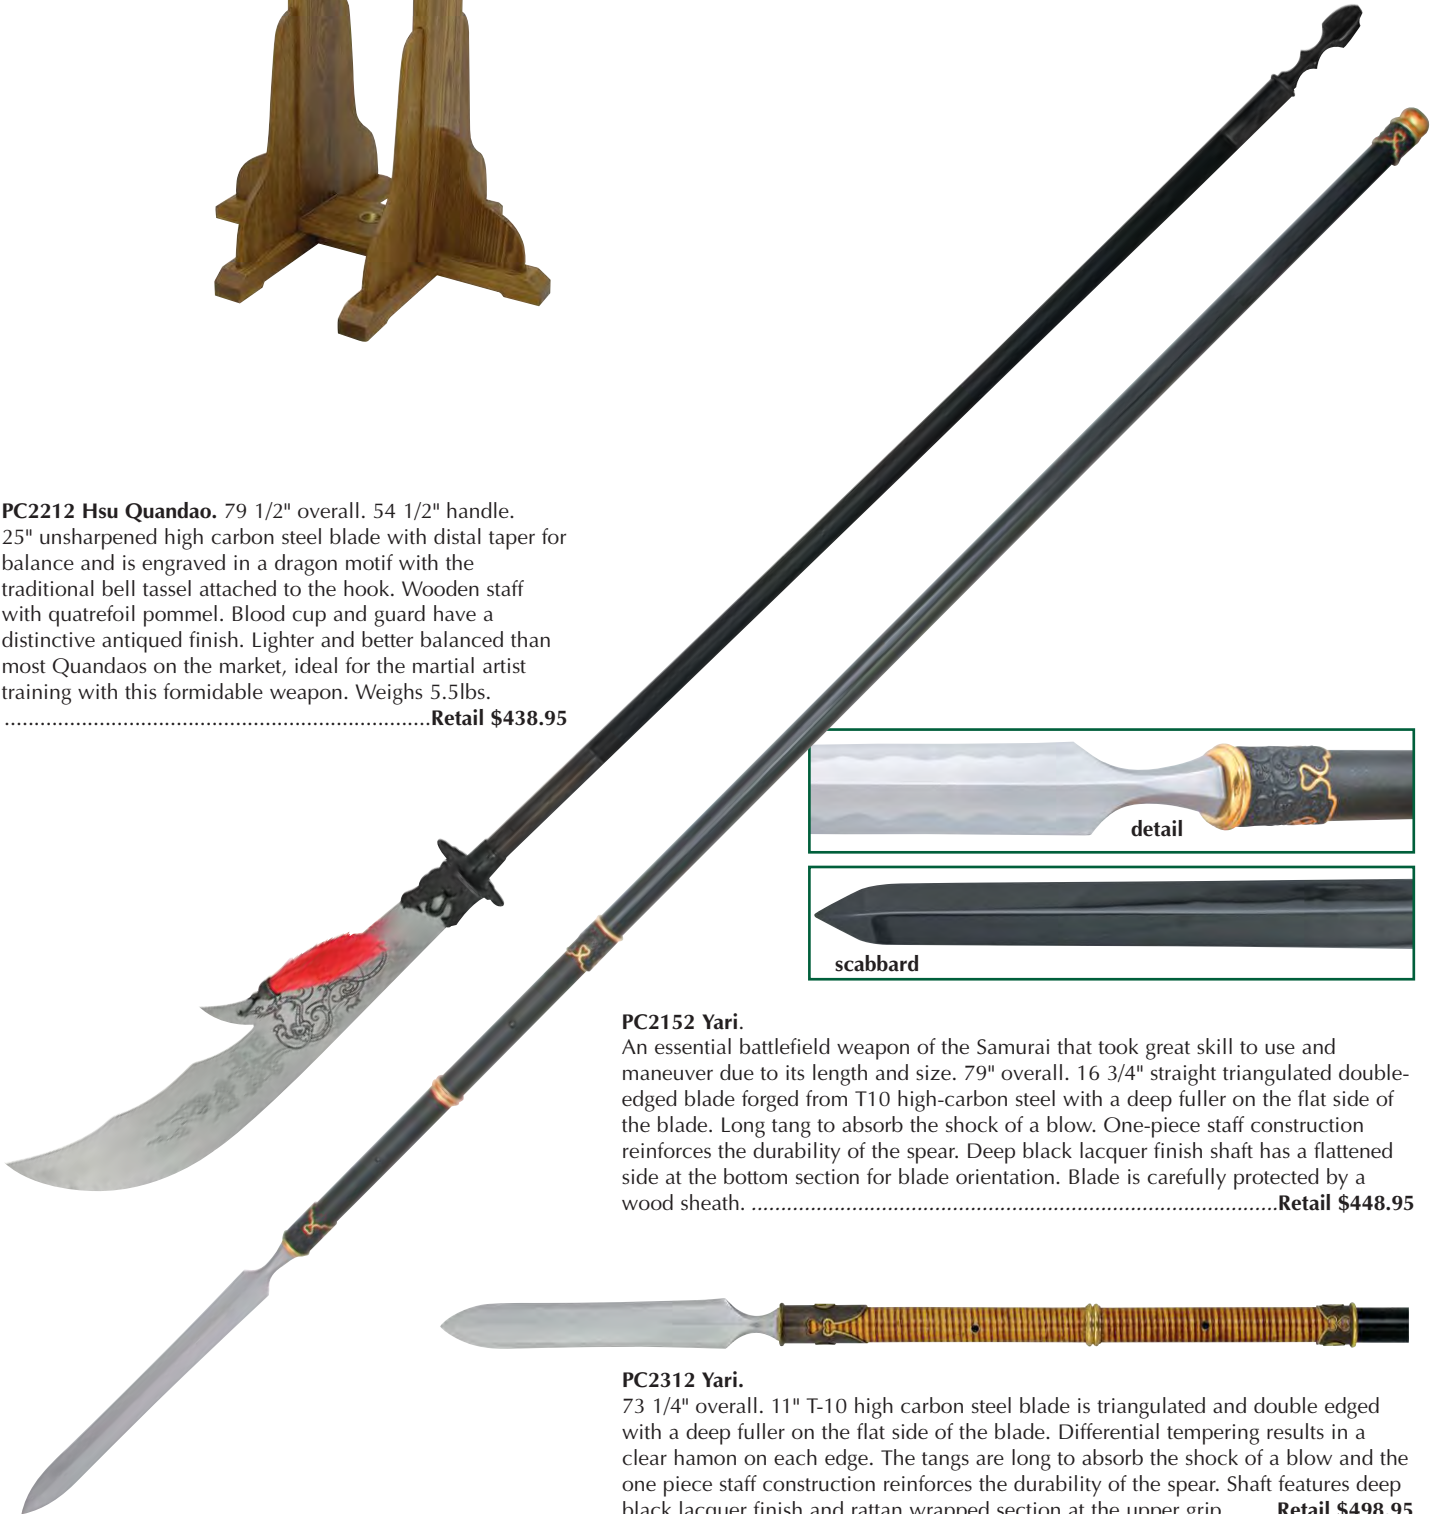 PC2212 Hsu Quandao. 79 1/2" overall. 54 1/2" handle.
25" unsharpened high carbon steel blade with distal taper for
balance and is engraved in a dragon motif with the
traditional bell tassel attached to the hook. Wooden staff
with quatrefoil pommel. Blood cup and guard have a
distinctive antiqued finish. Lighter and better balanced than
most Quandaos on the market, ideal for the martial artist
training with this formidable weapon. Weighs 5.5lbs.
........................................................................Retail $438.95
detail
scabbard
PC2152 Yari.
An essential battlefield weapon of the Samurai that took great skill to use and
maneuver due to its length and size. 79" overall. 16 3/4" straight triangulated double-
edged blade forged from T10 high-carbon steel with a deep fuller on the flat side of
the blade. Long tang to absorb the shock of a blow. One-piece staff construction
reinforces the durability of the spear. Deep black lacquer finish shaft has a flattened
side at the bottom section for blade orientation. Blade is carefully protected by a
wood sheath. .........................................................................................Retail $448.95
PC2312 Yari.
73 1/4" overall. 11" T-10 high carbon steel blade is triangulated and double edged
with a deep fuller on the flat side of the blade. Differential tempering results in a
clear hamon on each edge. The tangs are long to absorb the shock of a blow and the
one piece staff construction reinforces the durability of the spear. Shaft features deep
black lacquer finish and rattan wrapped section at the upper grip. ........Retail $498.95